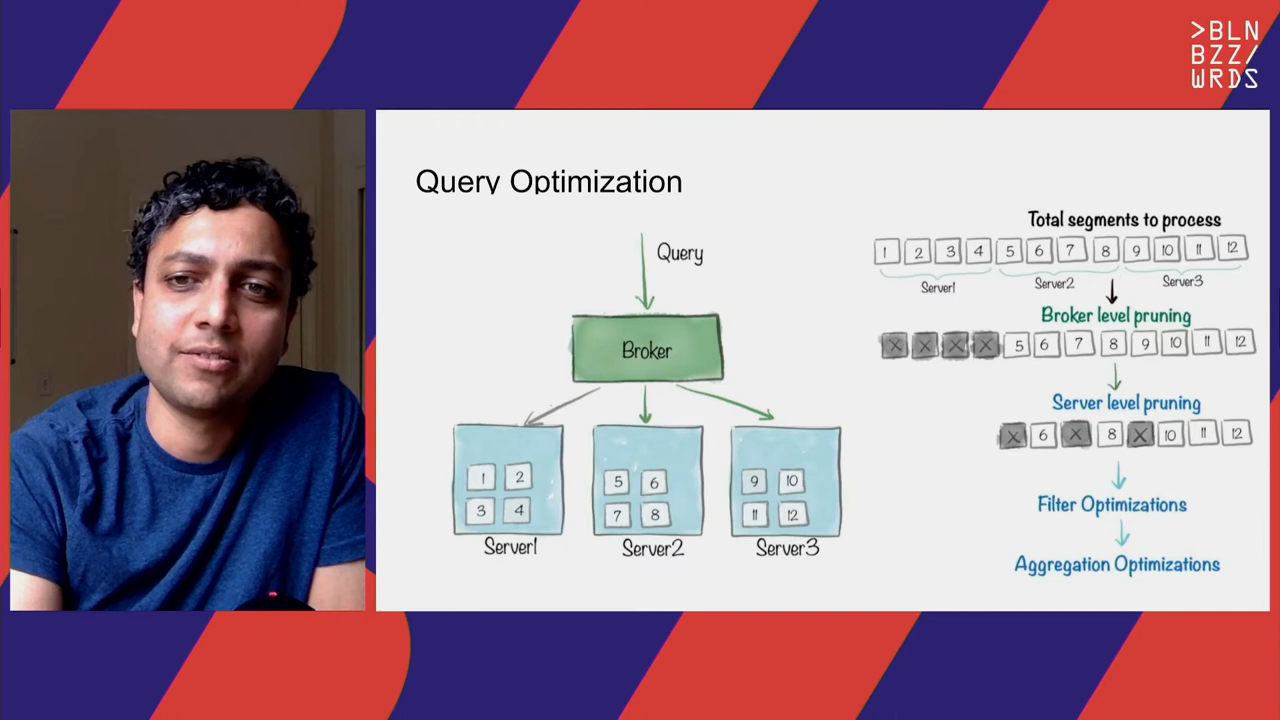 >BLN
BZZ/
WRDS
Query Optimization
Query
Broker
1 2
3 4
Server1
5 6
7 8
Server2
9 10
11 12
Server3
Total segments to process
1 2 3 4 5 6 7 8 9 10 11 12
Server1 Server2 Server3
Broker level pruning
X X X X 5 6 7 8 9 10 11 12
Server level pruning
X 6 X 8 X 10 11 12
Filter Optimizations
Aggregation Optimizations